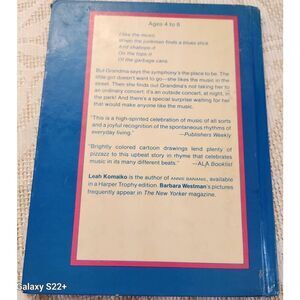 Ages 4 to 8
I like the music
When the junkman finds a blues stick
And shahoos-it
On the tops-it
Of the garbage cans.
But Grandma says the symphony's the place to be. The
little girl doesn't want to go—she likes the music in the
street. Then she finds out Grandma's not taking her to
an ordinary concert: it's an outside concert, at night, in
the park! And there's a special surprise waiting for her
that would make anyone like the music.
"This is a high-spirited celebration of music of all sorts
and a joyful recognition of the spontaneous rhythms of
everyday living."
—Publishers Weekly
"Brightly colored cartoon drawings lend plenty of
pizzazz to this upbeat story in rhyme that celebrates
music in its many different beats."
—ALA Booklist
Leah Komaiko is the author of ANNIE BANANIE, available
in a Harper Trophy edition. Barbara Westman's pictures
frequently appear in The New Yorker magazine.
Galaxy S22+